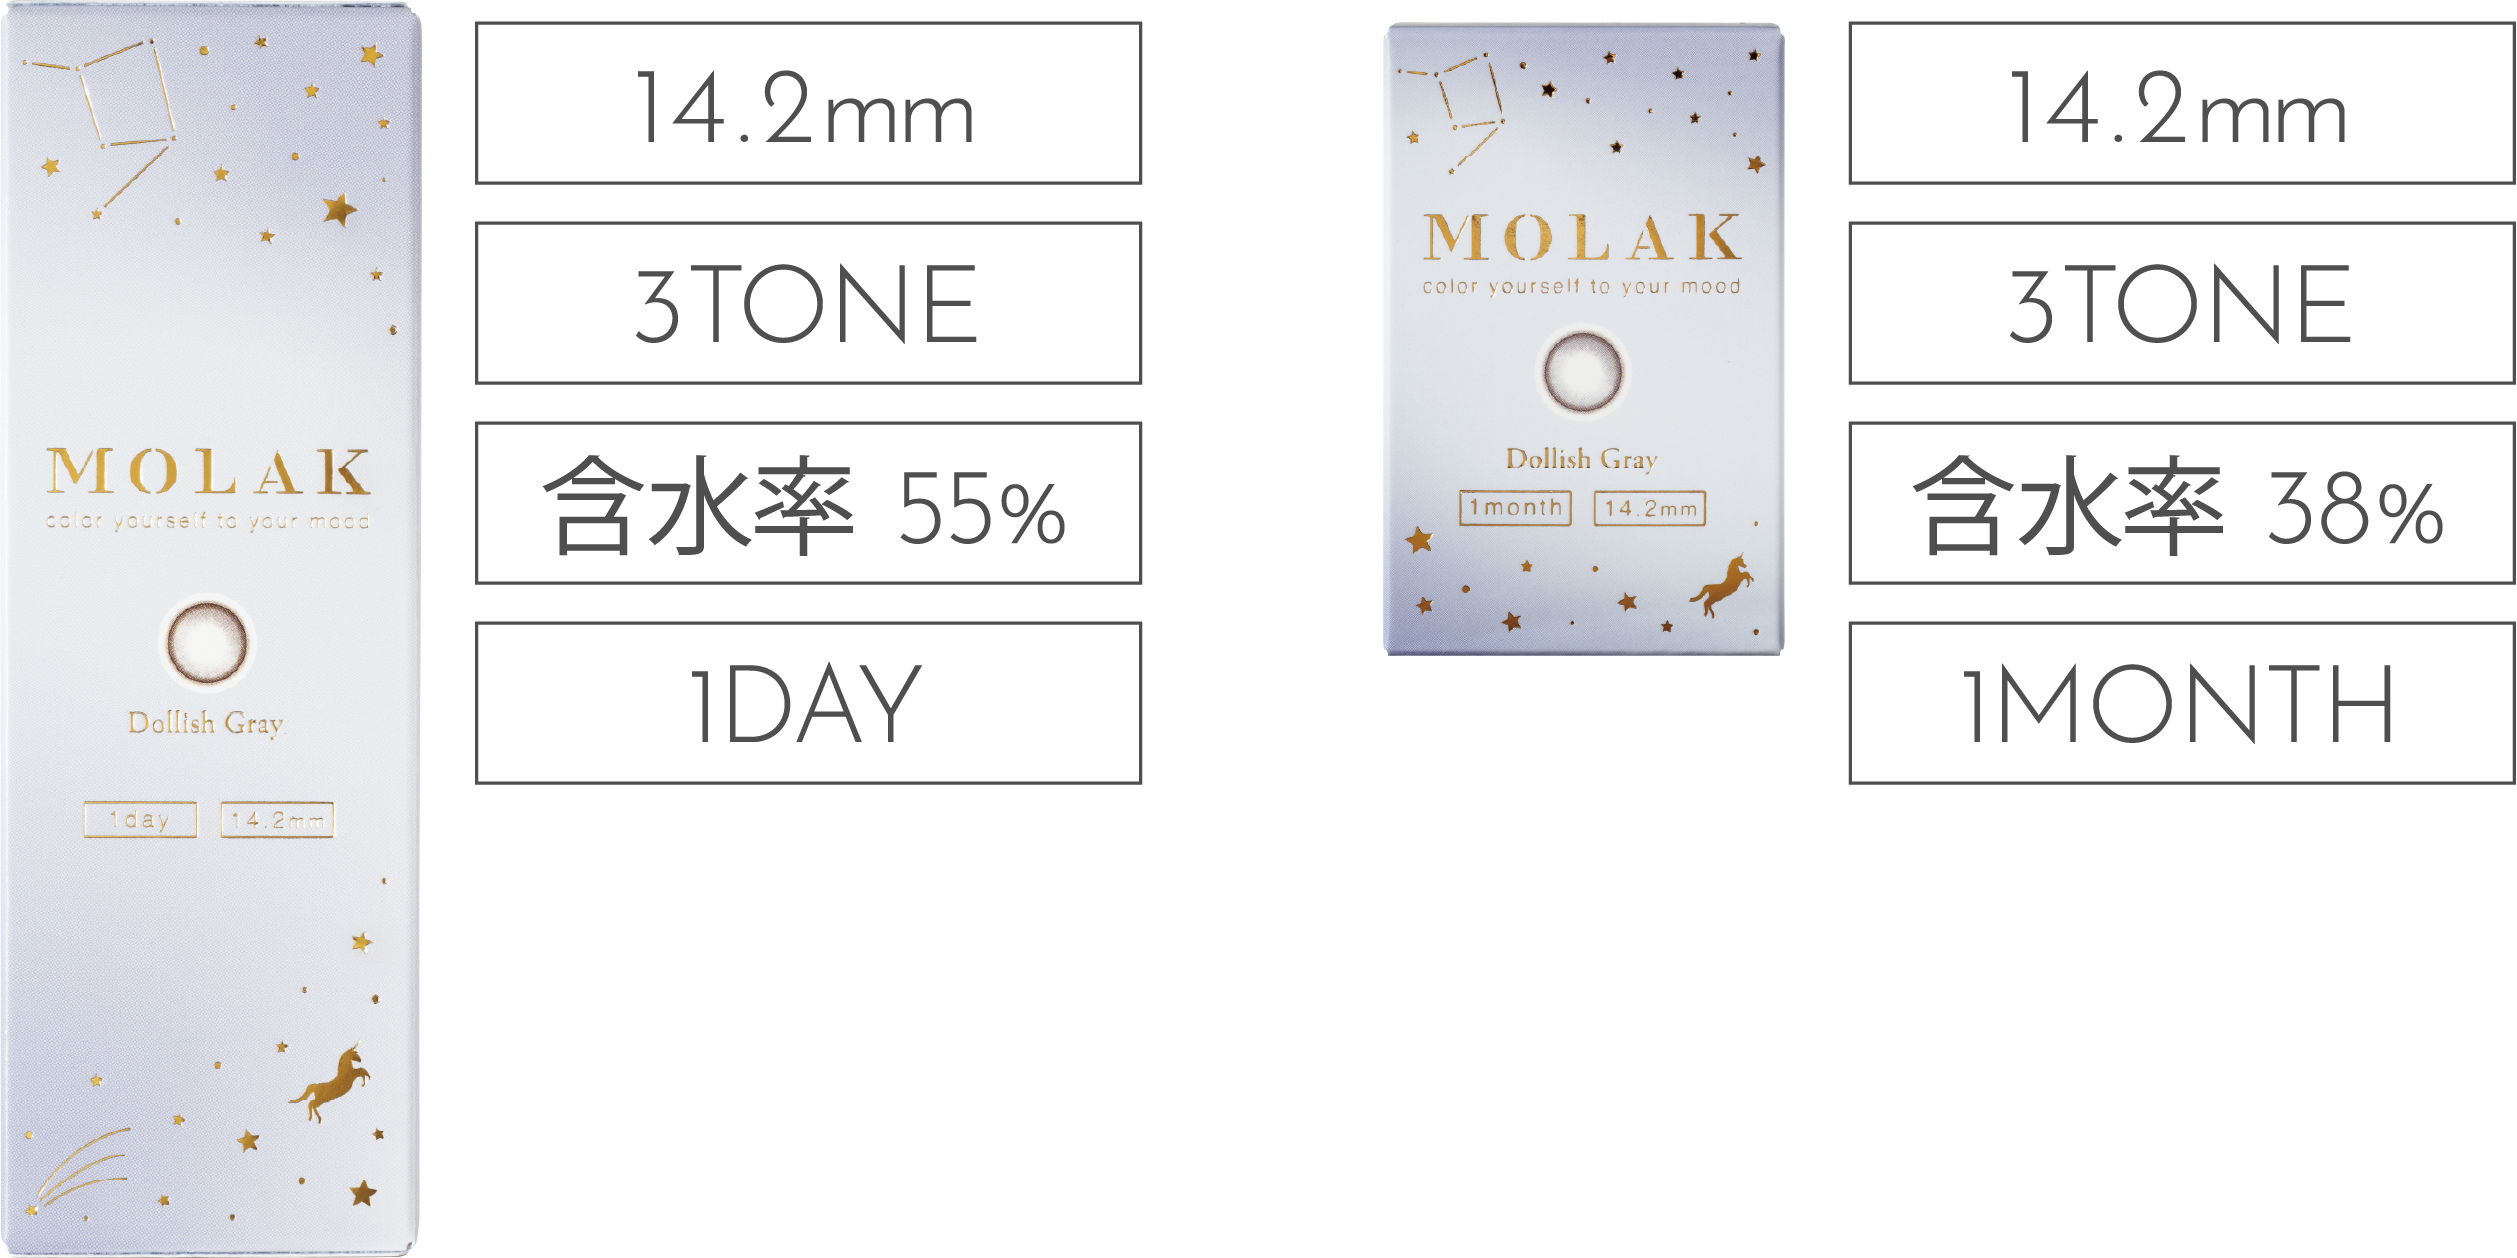 MOLAK
color yourself to your mood
Dollish Gray
1day
14.2mm
14.2mm
3TONE
含水率 55%
1DAY
MOLAK
color yourself to your mood
Dollish Gray
1month
14.2mm
14.2mm
3TONE
含水率 38%
1MONTH